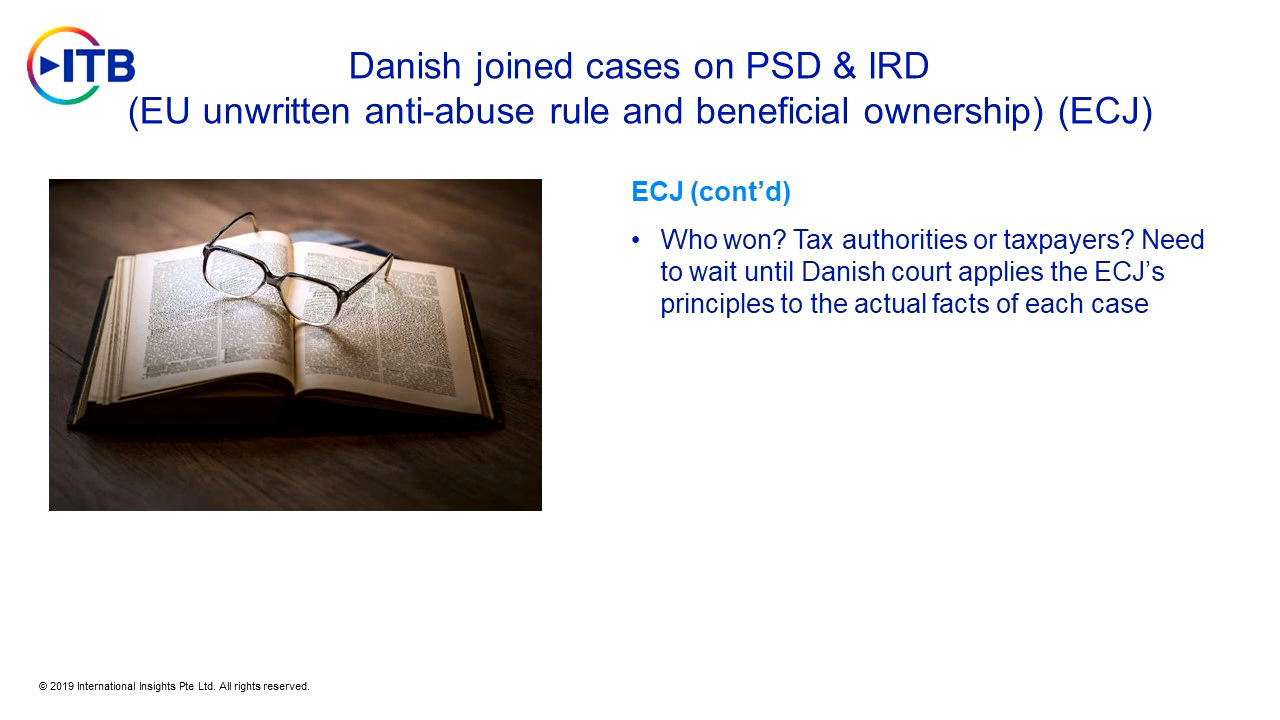 ITB
Danish joined cases on PSD & IRD
(EU unwritten anti-abuse rule and beneficial ownership) (ECJ)
ECJ (cont’d)
• Who won? Tax authorities or taxpayers? Need
to wait until Danish court applies the ECJ’s
principles to the actual facts of each case
© 2019 International Insights Pte Ltd. All rights reserved.